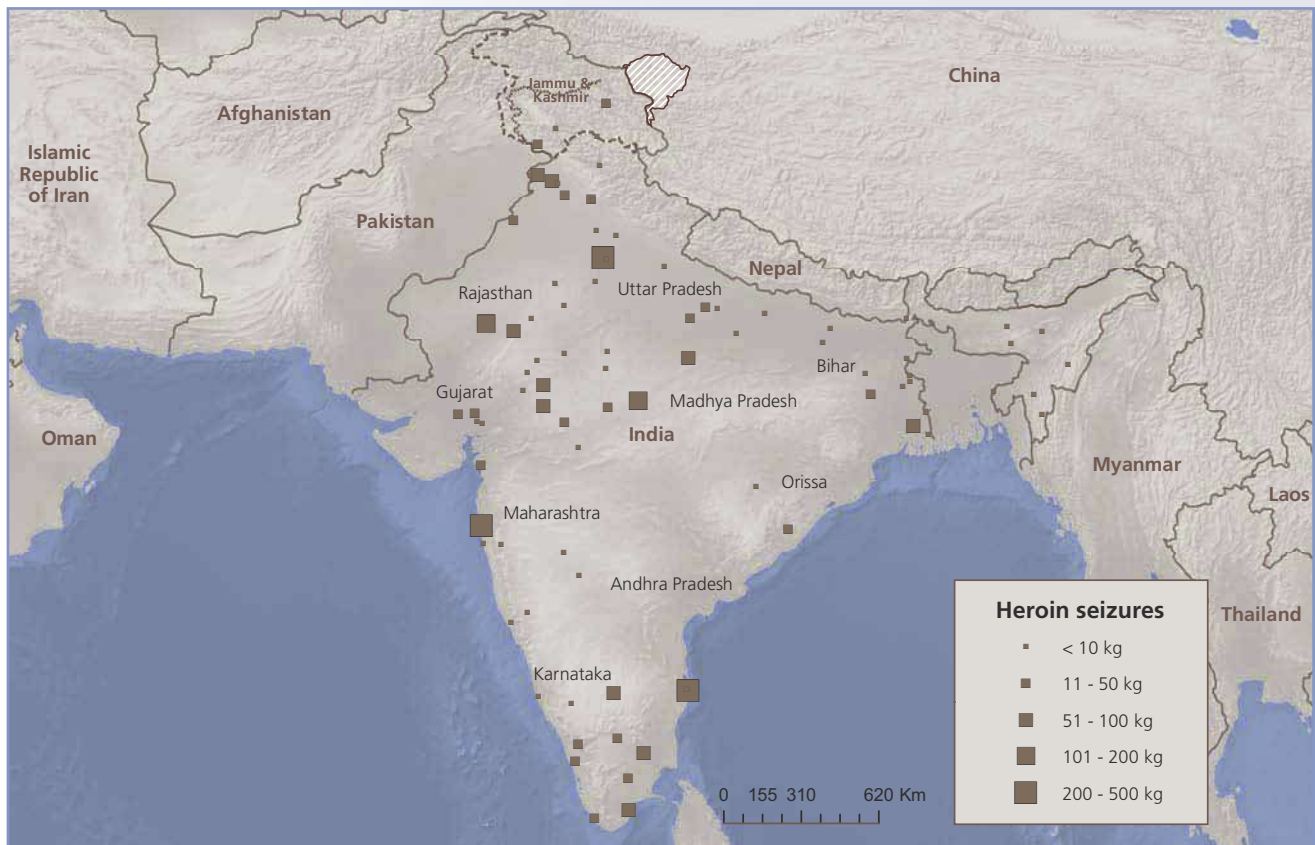 China
Jammu &
Kashmir
Afghanistan
Islamic
Republic
of Iran
Pakistan
Nepal
Rajasthan
Uttar Pradesh
Bihar
Gujarat
Madhya Pradesh
India
Oman
Myanmar
Laos
Orissa
Maharashtra
Andhra Pradesh
Thailand
Karnataka
Heroin seizures
< 10 kg
11 - 50 kg
51 - 100 kg
101 - 200 kg
200 - 500 kg
0 155 310 620 Km